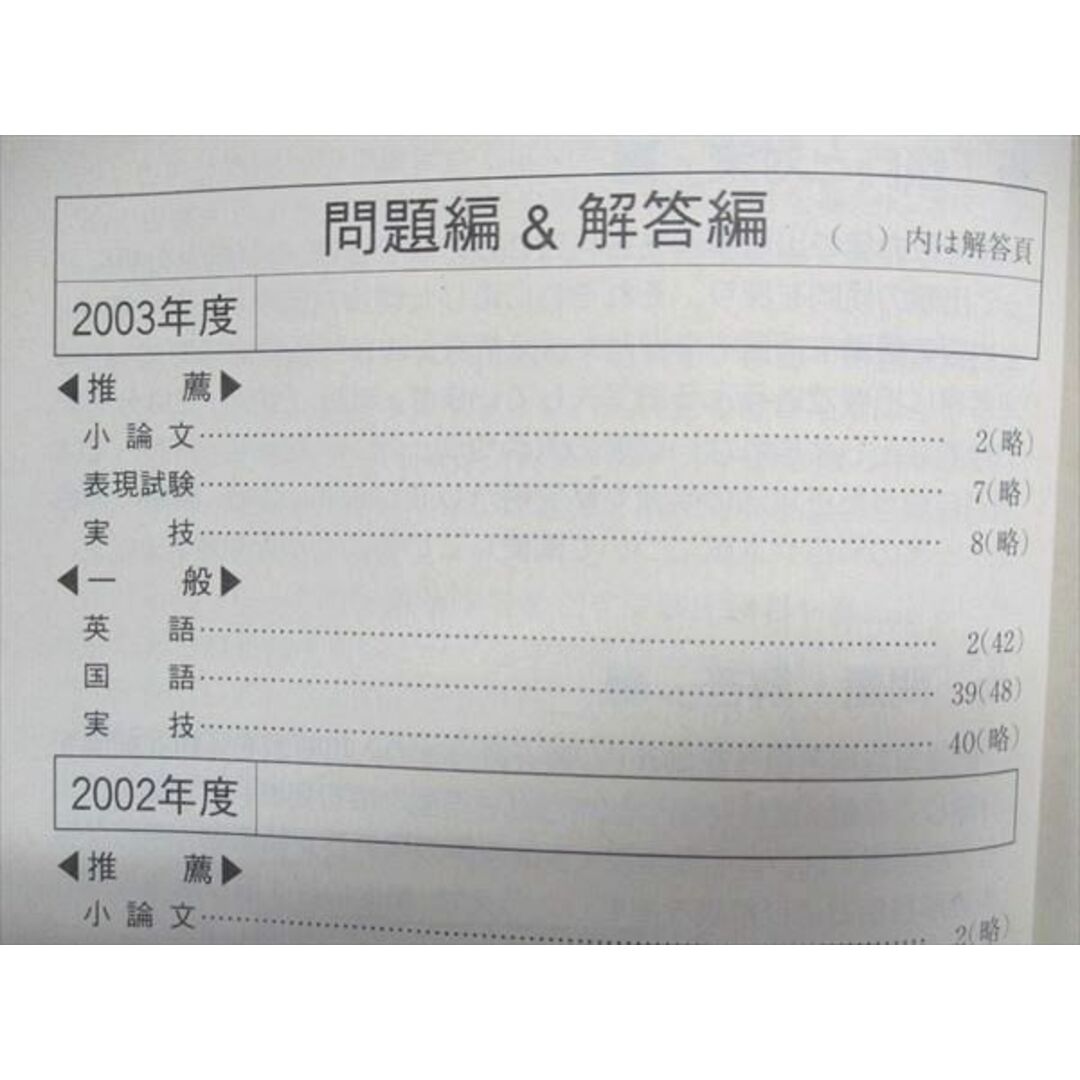 問題編 & 解答編 ( )内は解答頁
2003年度
◀推 薦▶
小論文………2(略)
表現試験………7(略)
実 技………8(略)
◀一 般▶
英 語………2(42)
国 語………39(48)
実 技………40(略)
2002年度
◀推 薦▶
小論文………2(略)